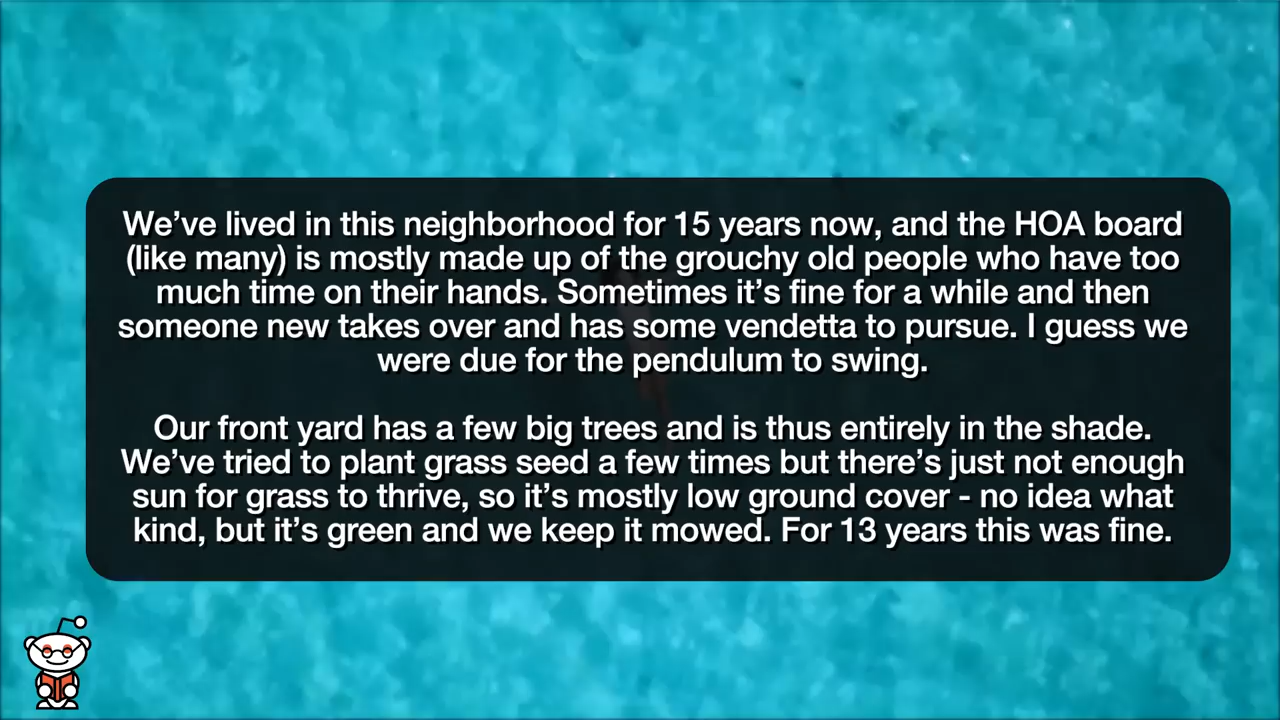 We’ve lived in this neighborhood for 15 years now, and the HOA board
(like many) is mostly made up of the grouchy old people who have too
much time on their hands. Sometimes it’s fine for a while and then
someone new takes over and has some vendetta to pursue. I guess we
were due for the pendulum to swing.
Our front yard has a few big trees and is thus entirely in the shade.
We’ve tried to plant grass seed a few times but there’s just not enough
sun for grass to thrive, so it’s mostly low ground cover - no idea what
kind, but it’s green and we keep it mowed. For 13 years this was fine.